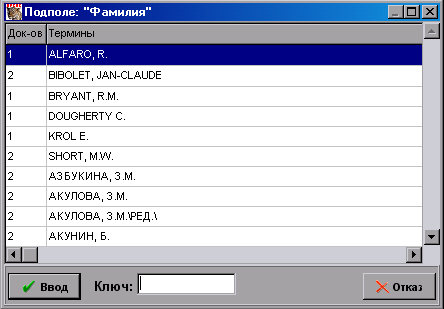 Подполе: "Фамилия"
Док-ов Термины
1 ALFARO, R.
2 BIBOLET, JAN-CLAUDE
1 BRYANT, R.M.
1 DOUGHERTY C.
1 KROL E.
2 SHORT, M.W.
2 АЗБУКИНА, З.М.
2 АКУЛОВА, З.М.
2 АКУЛОВА, З.М.\РЕД.\
2 АКУНИН, Б.
Ввод Ключ: Отказ